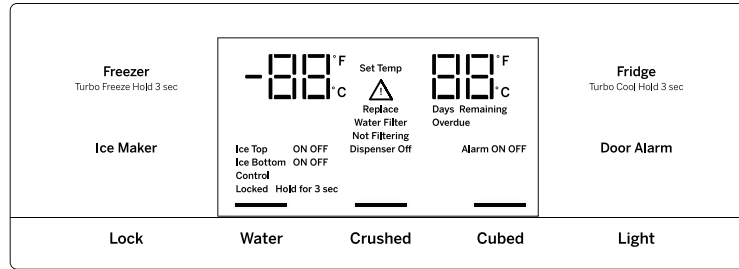 Freezer
Turbo Freeze Hold 3 sec
Ice Maker
-88 °F
°C
Set Temp
Replace
Water Filter
Not Filtering
Dispenser Off
88 °F
°C
Days Remaining
Overdue
Ice Top ON OFF
Ice Bottom ON OFF
Control
Locked Hold for 3 sec
Alarm ON OFF
Fridge
Turbo Cool Hold 3 sec
Door Alarm
Lock
Water
Crushed
Cubed
Light